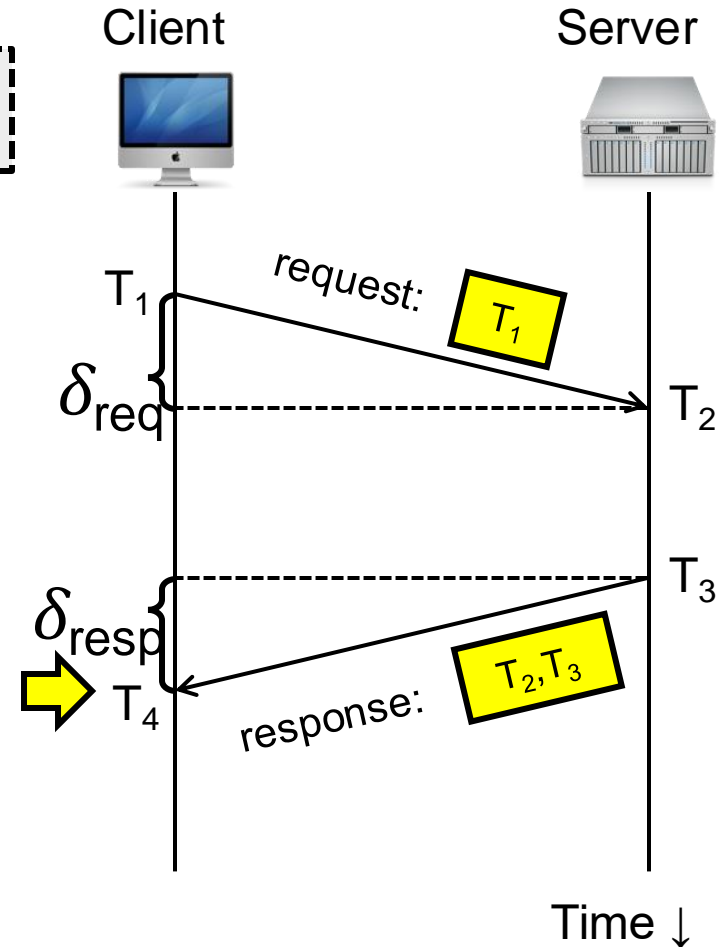 Client
Server
request:
T₁
T₁
δreq
T₂
T₃
δresp
T₂,T₃
T₄
response:
Time ↓